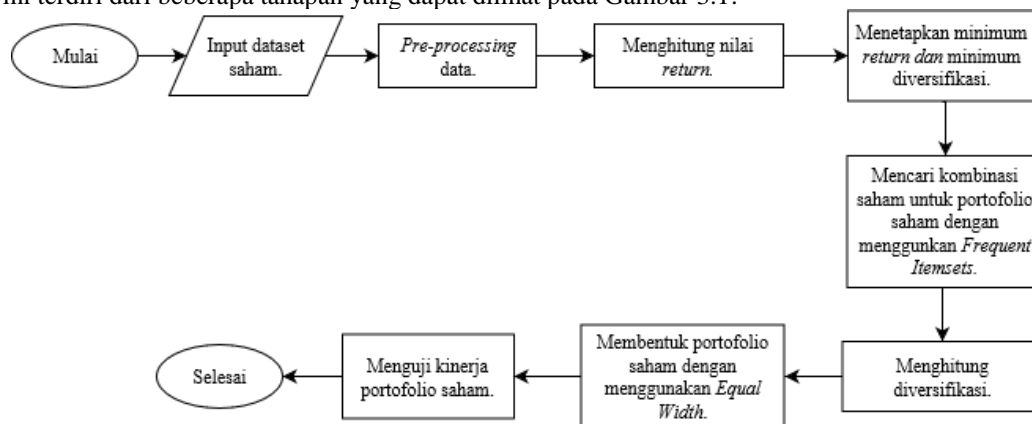 ini terdiri dari beberapa tahapan yang dapat dilihat pada Gambar 3.1.
Mulai
Input dataset
saham.
Pre-processing
data.
Menghitung nilai
return.
Menetapkan minimum
return dan minimum
diversifikasi.
Mencari kombinasi
saham untuk portofolio
saham dengan
menggunkan Frequent
Itemsets.
Menghitung
diversifikasi.
Membentuk portofolio
saham dengan
menggunakan Equal
Width.
Menguji kinerja
portofolio saham.
Selesai